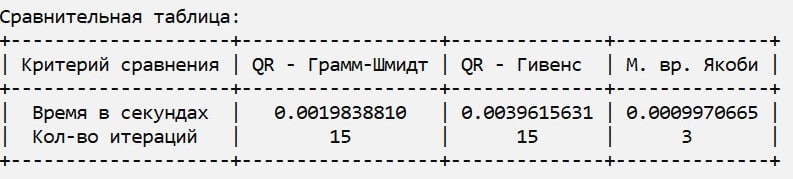 Сравнительная таблица:
+--------------------+------------------+--------------+--------------+
| Критерий сравнения | QR - Грамм-Шмидт | QR - Гивенс | М. вр. Якоби |
+--------------------+------------------+--------------+--------------+
| Время в секундах | 0.0019838810 | 0.0039615631 | 0.0009970665 |
| Кол-во итераций | 15 | 15 | 3 |
+--------------------+------------------+--------------+--------------+